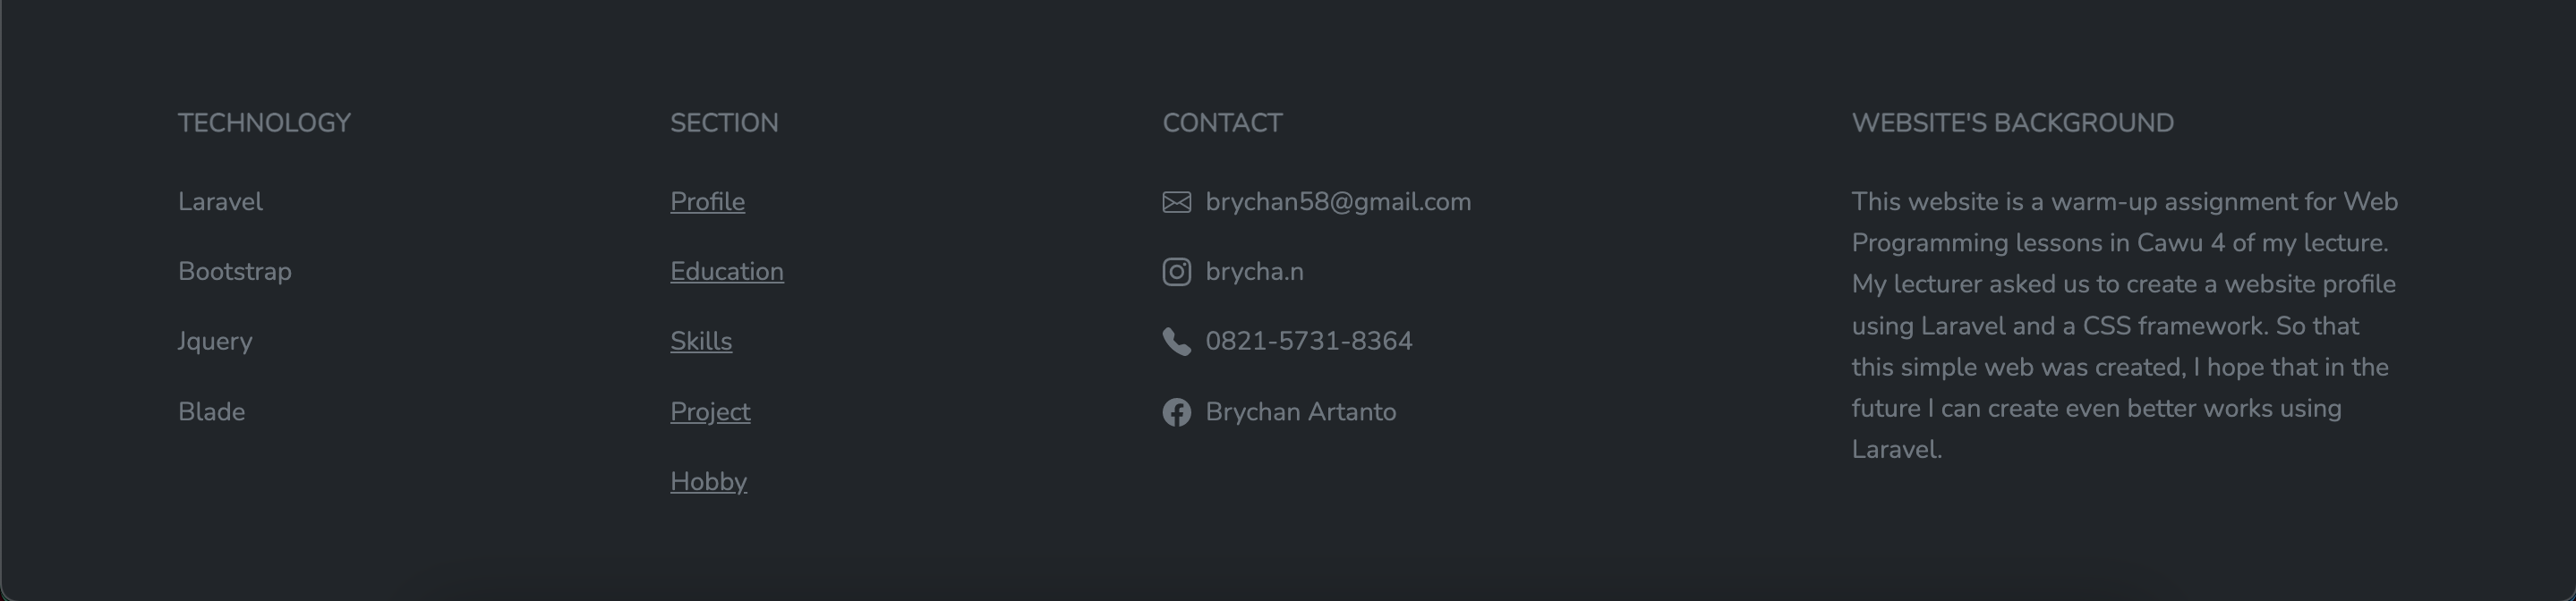 TECHNOLOGY
Laravel
Bootstrap
Jquery
Blade
SECTION
Profile
Education
Skills
Project
Hobby
CONTACT
brychan58@gmail.com
brycha.n
0821-5731-8364
Brychan Artanto
WEBSITE'S BACKGROUND
This website is a warm-up assignment for Web
Programming lessons in Cawu 4 of my lecture.
My lecturer asked us to create a website profile
using Laravel and a CSS framework. So that
this simple web was created, I hope that in the
future I can create even better works using
Laravel.